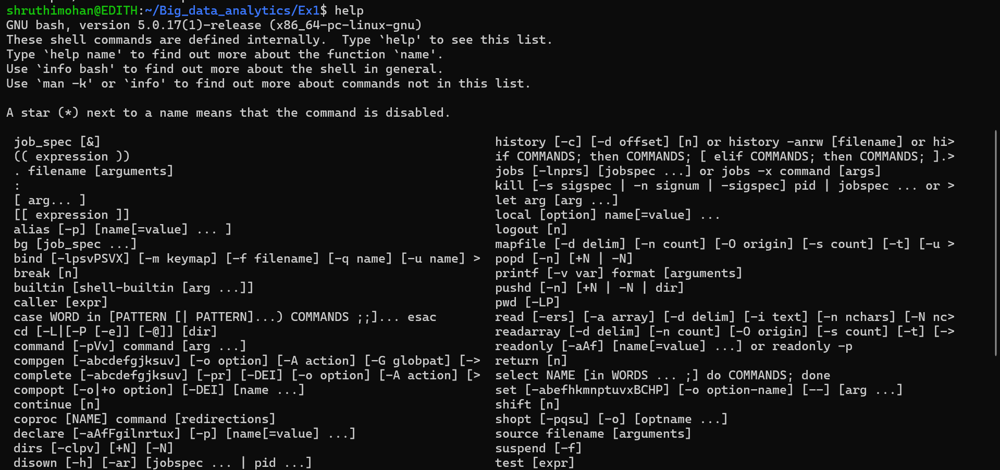 shruthimohan@EDITH:~/Big_data_analytics/Ex1$ help
GNU bash, version 5.0.17(1)-release (x86_64-pc-linux-gnu)
These shell commands are defined internally.  Type `help' to see this list.
Type `help name' to find out more about the function `name'.
Use `info bash' to find out more about the shell in general.
Use `man -k' or `info' to find out more about commands not in this list.

A star (*) next to a name means that the command is disabled.

 job_spec [&]                                                      history [-c] [-d offset] [n] or history -anrw [filename] or hi>
 (( expression ))                                                  if COMMANDS; then COMMANDS; [ elif COMMANDS; then COMMANDS; ].>
 . filename [arguments]                                            jobs [-lnprs] [jobspec ...] or jobs -x command [args]
 :                                                                 kill [-s sigspec | -n signum | -sigspec] pid | jobspec ... or >
 [ arg... ]                                                        let arg [arg ...]
 [[ expression ]]                                                  local [option] name[=value] ...
 alias [-p] [name[=value] ... ]                                    logout [n]
 bg [job_spec ...]                                                 mapfile [-d delim] [-n count] [-O origin] [-s count] [-t] [-u >
 bind [-lpsvPSVX] [-m keymap] [-f filename] [-q name] [-u name] >  popd [-n] [+N | -N]
 break [n]                                                         printf [-v var] format [arguments]
 builtin [shell-builtin [arg ...]]                                 pushd [-n] [+N | -N | dir]
 caller [expr]                                                     pwd [-LP]
 case WORD in [PATTERN [| PATTERN]...) COMMANDS ;;]... esac        read [-ers] [-a array] [-d delim] [-i text] [-n nchars] [-N nc>
 cd [-L|[-P [-e]] [-@]] [dir]                                      readarray [-d delim] [-n count] [-O origin] [-s count] [-t] [->
 command [-pVv] command [arg ...]                                  readonly [-aAf] [name[=value] ...] or readonly -p
 compgen [-abcdefgjksuv] [-o option] [-A action] [-G globpat] [->  return [n]
 complete [-abcdefgjksuv] [-pr] [-DEI] [-o option] [-A action] [>  select NAME [in WORDS ... ;] do COMMANDS; done
 compopt [-o|+o option] [-DEI] [name ...]                          set [-abefhkmnptuvxBCHP] [-o option-name] [--] [arg ...]
 continue [n]                                                      shift [n]
 coproc [NAME] command [redirections]                              shopt [-pqsu] [-o] [optname ...]
 declare [-aAfFgilnrtux] [-p] [name[=value] ...]                   source filename [arguments]
 dirs [-clpv] [+N] [-N]                                            suspend [-f]
 disown [-h] [-ar] [jobspec ... | pid ...]                         test [expr]